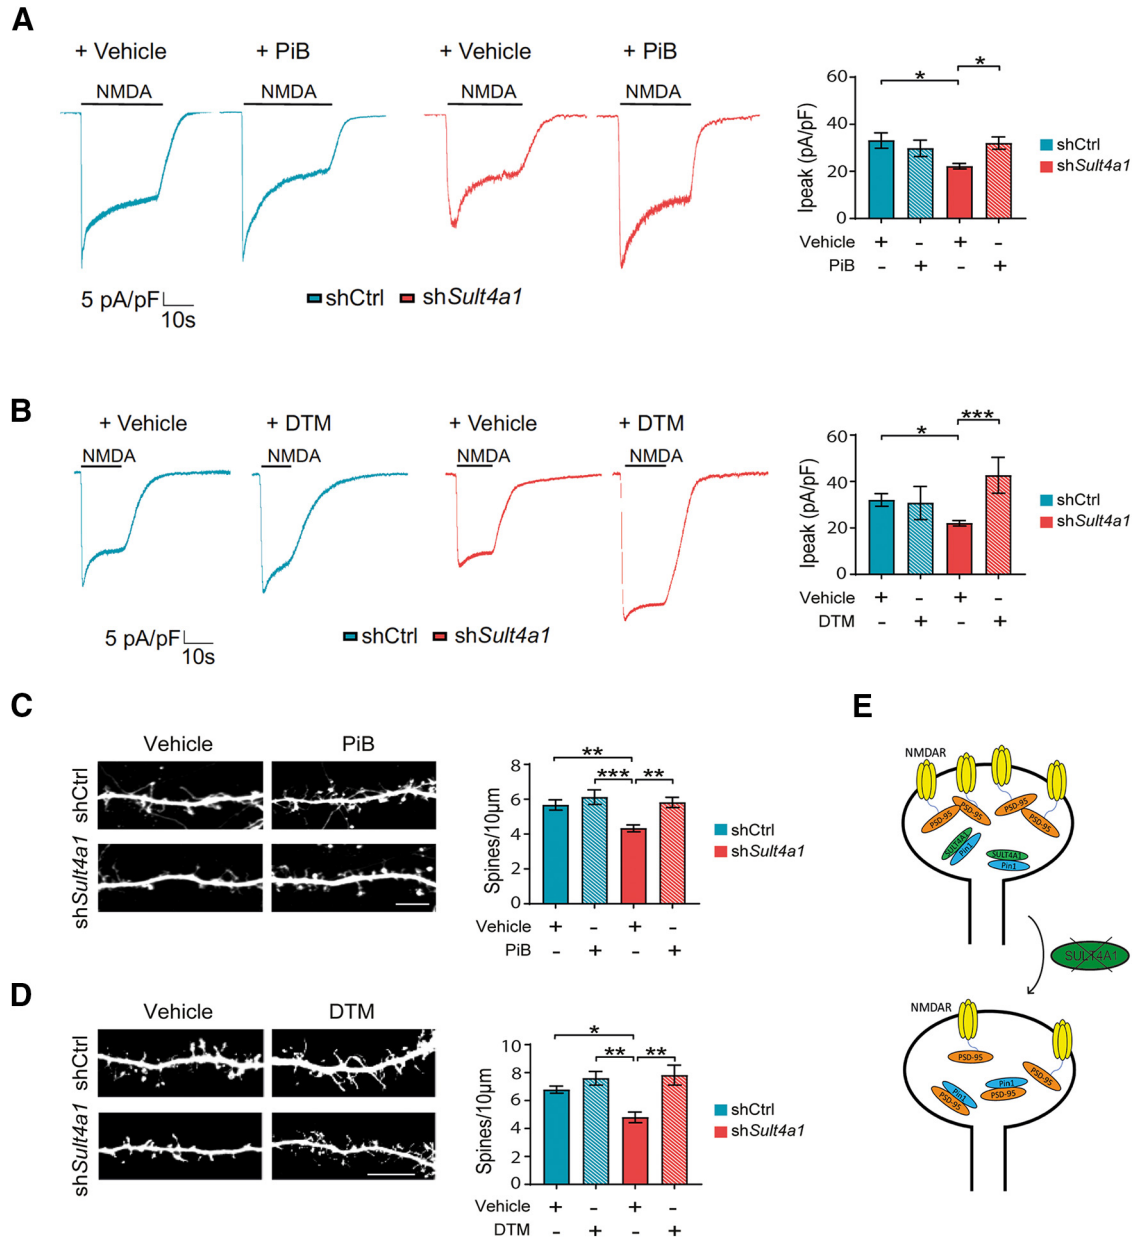 A
+ Vehicle + PiB + Vehicle + PiB
NMDA NMDA NMDA NMDA
5 pA/pF
10s
shCtrl shSult4a1
Ipeak (pA/pF)
60
40
20
0
Vehicle + - + -
PiB - + - +
* *
shCtrl
shSult4a1
B
+ Vehicle + DTM + Vehicle + DTM
NMDA NMDA NMDA NMDA
5 pA/pF
10s
shCtrl shSult4a1
Ipeak (pA/pF)
60
40
20
0
Vehicle + - + -
DTM - + - +
* ***
shCtrl
shSult4a1
C
Vehicle PiB
shCtrl
shSult4a1
Spines/10µm
8
6
4
2
0
** *** **
Vehicle + - + -
PiB - + - +
shCtrl
shSult4a1
D
Vehicle DTM
shCtrl
shSult4a1
Spines/10µm
10
8
6
4
2
0
* ** **
Vehicle + - + -
DTM - + - +
shCtrl
shSult4a1
E
NMDAR
PSD-95 PSD-95 PSD-95 PSD-95
SULT4A1 SULT4A1
Pin1 Pin1
SULT4A1
NMDAR
PSD-95 PSD-95
Pin1 Pin1
PSD-95 PSD-95